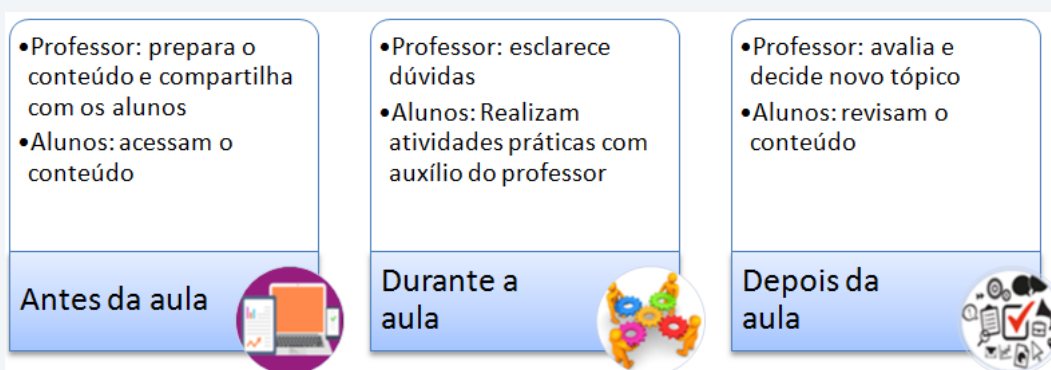 •Professor: prepara o
conteúdo e compartilha
com os alunos
•Alunos: acessam o
conteúdo
Antes da aula
•Professor: esclarece
dúvidas
•Alunos: Realizam
atividades práticas com
auxílio do professor
Durante a
aula
•Professor: avalia e
decide novo tópico
•Alunos: revisam o
conteúdo
Depois da
aula